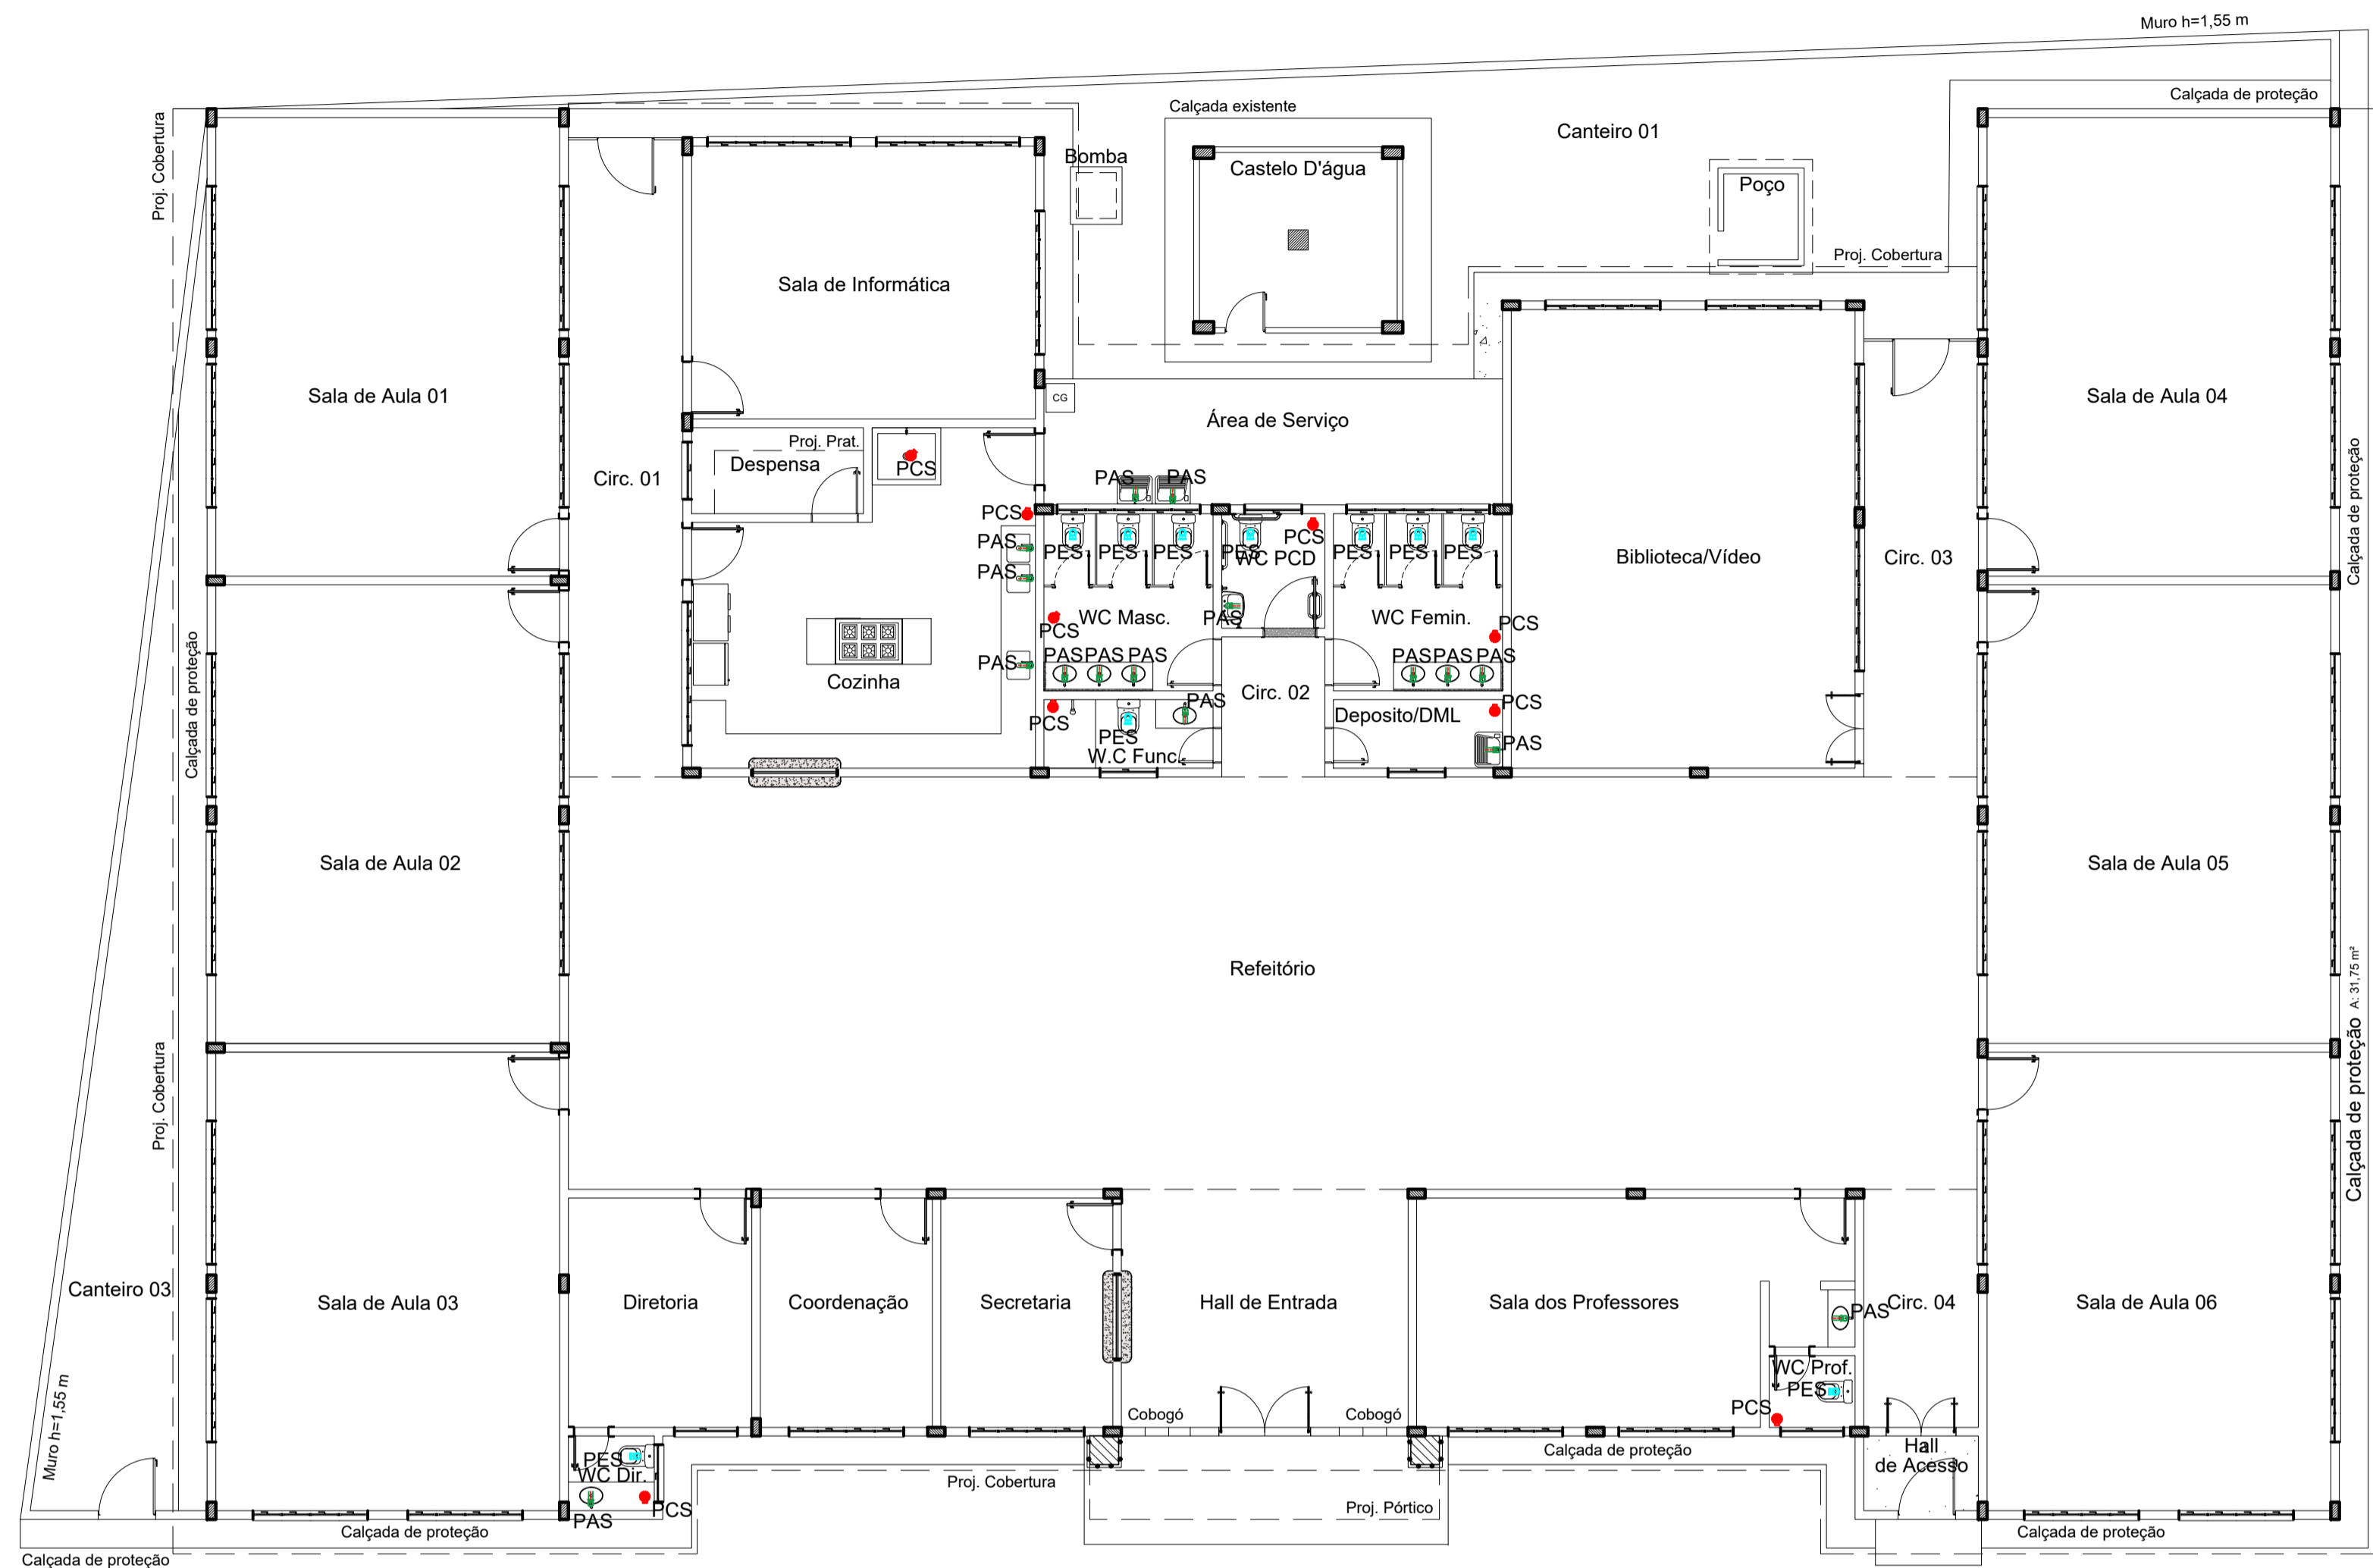 Muro h=1,55 m
Calçada de proteção
Calçada existente
Canteiro 01
Proj. Cobertura
Bomba
Castelo D'água
Poço
Proj. Cobertura
Sala de Informática
Sala de Aula 01
Sala de Aula 04
CG
Área de Serviço
Proj. Prat.
Despensa
PCS
Circ. 01
PAS
PAS
Calçada de proteção
PCS
PCS
PAS
PES
PES
PES
PES
WC PCD
PES
PES
PES
Biblioteca/Vídeo
Circ. 03
PAS
PAS
WC Masc.
PCS
WC Femin.
PCS
PAS
PAS
PAS
PAS
PAS
PAS
PAS
Cozinha
Circ. 02
Calçada de proteção
PAS
PCS
PCS
Deposito/DML
PES
PAS
W.C Func.
Sala de Aula 02
Sala de Aula 05
Refeitório
Calçada de proteção A: 31,75 m²
Proj. Cobertura
Canteiro 03
Sala de Aula 03
Diretoria
Coordenação
Secretaria
Hall de Entrada
Sala dos Professores
PAS
Circ. 04
Sala de Aula 06
WC Prof.
PES
PCS
Muro h=1,55 m
Cobogó
Cobogó
Calçada de proteção
Hall
de Acesso
PES
WC Dir.
Proj. Cobertura
Proj. Pórtico
PCS
PAS
Calçada de proteção
Calçada de proteção
Calçada de proteção